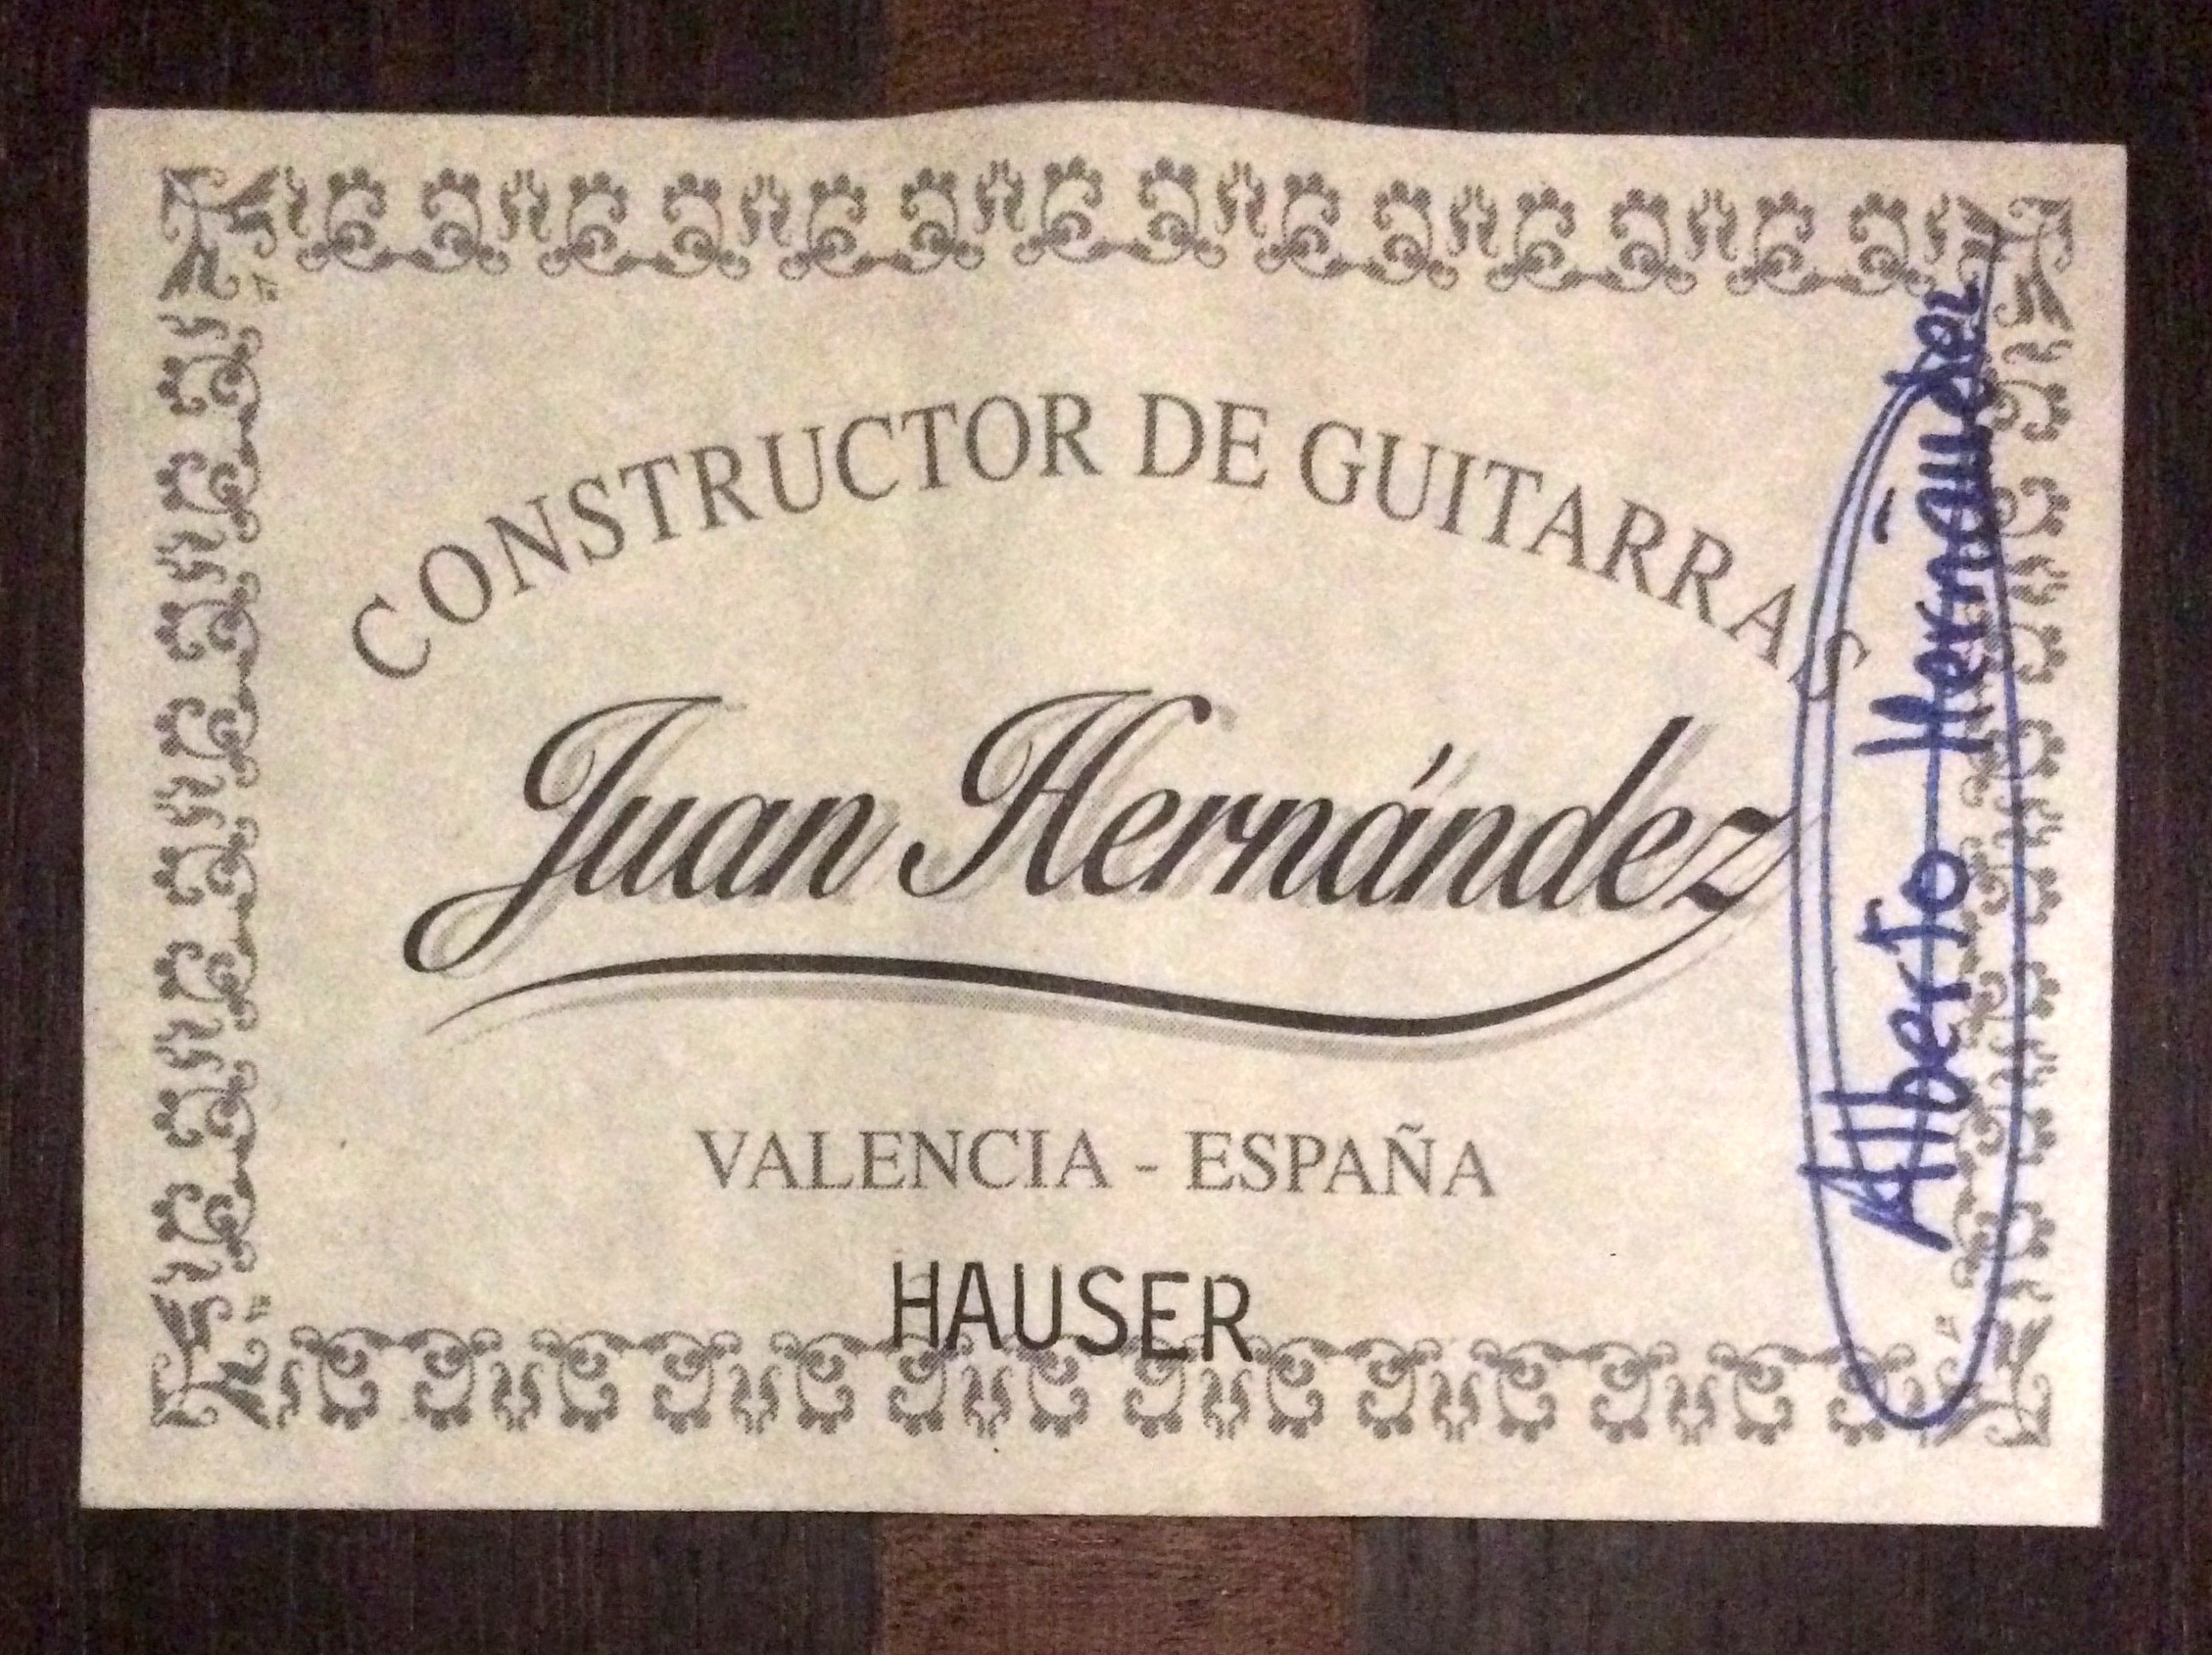 CONSTRUCTOR DE GUITARRAS
Juan Hernández
VALENCIA - ESPAÑA
HAUSER
Alberto Hernández